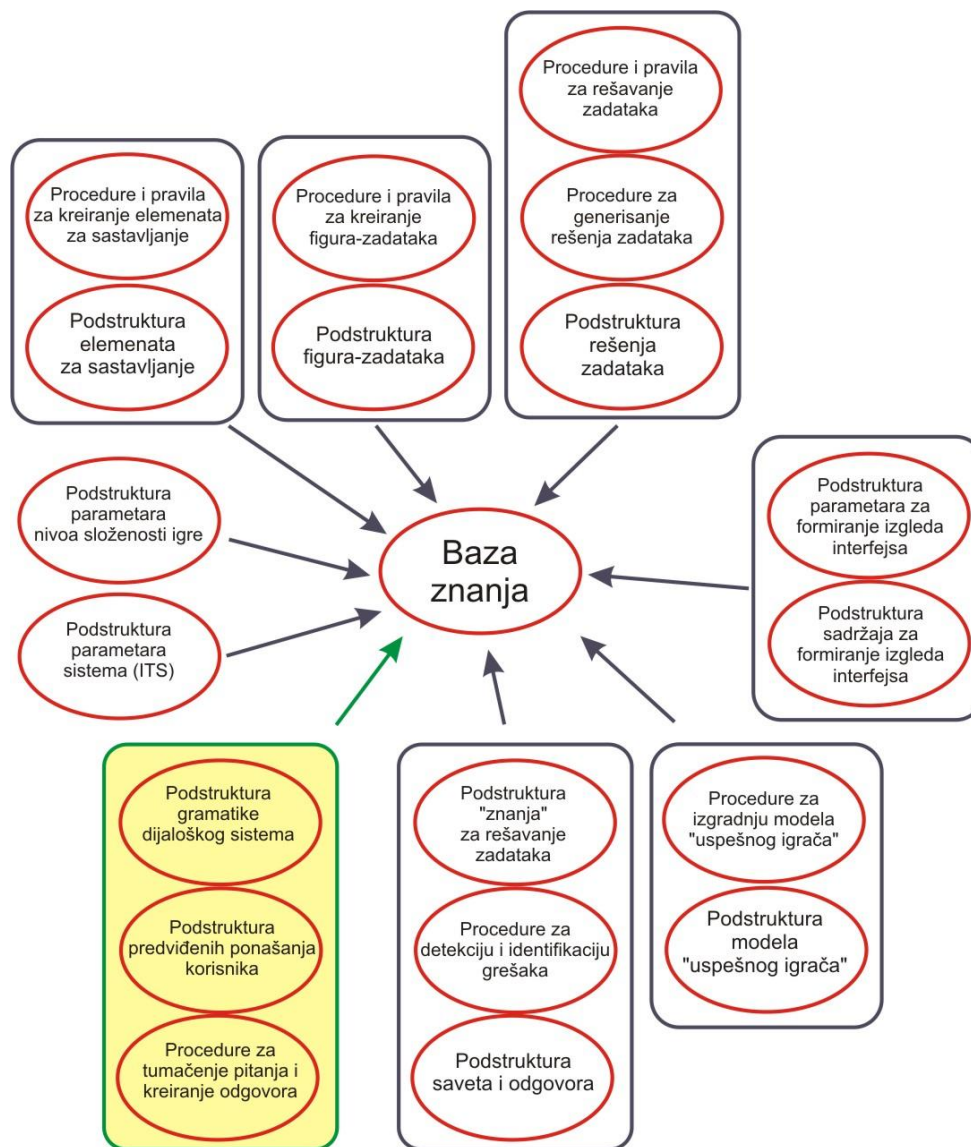 Procedure i pravila
za rešavanje
zadataka
Procedure i pravila
za kreiranje elemenata
za sastavljanje
Procedure i pravila
za kreiranje
figura-zadataka
Procedure za
generisanje
rešenja zadataka
Podstruktura
elemenata
za sastavljanje
Podstruktura
figura-zadataka
Podstruktura
rešenja
zadataka
Podstruktura
parametara
nivoa složenosti igre
Baza
znanja
Podstruktura
parametara za
formiranje izgleda
interfejsa
Podstruktura
parametara
sistema (ITS)
Podstruktura
sadržaja za
formiranje izgleda
interfejsa
Podstruktura
gramatike
dijaloškog sistema
Podstruktura
predviđenih ponašanja
korisnika
Procedure za
tumačenje pitanja i
kreiranje odgovora
Podstruktura
"znanja"
za rešavanje
zadataka
Procedure za
detekciju i identifikaciju
grešaka
Podstruktura
saveta i odgovora
Procedure za
izgradnju modela
"uspešnog igrača"
Podstruktura
modela
"uspešnog igrača"